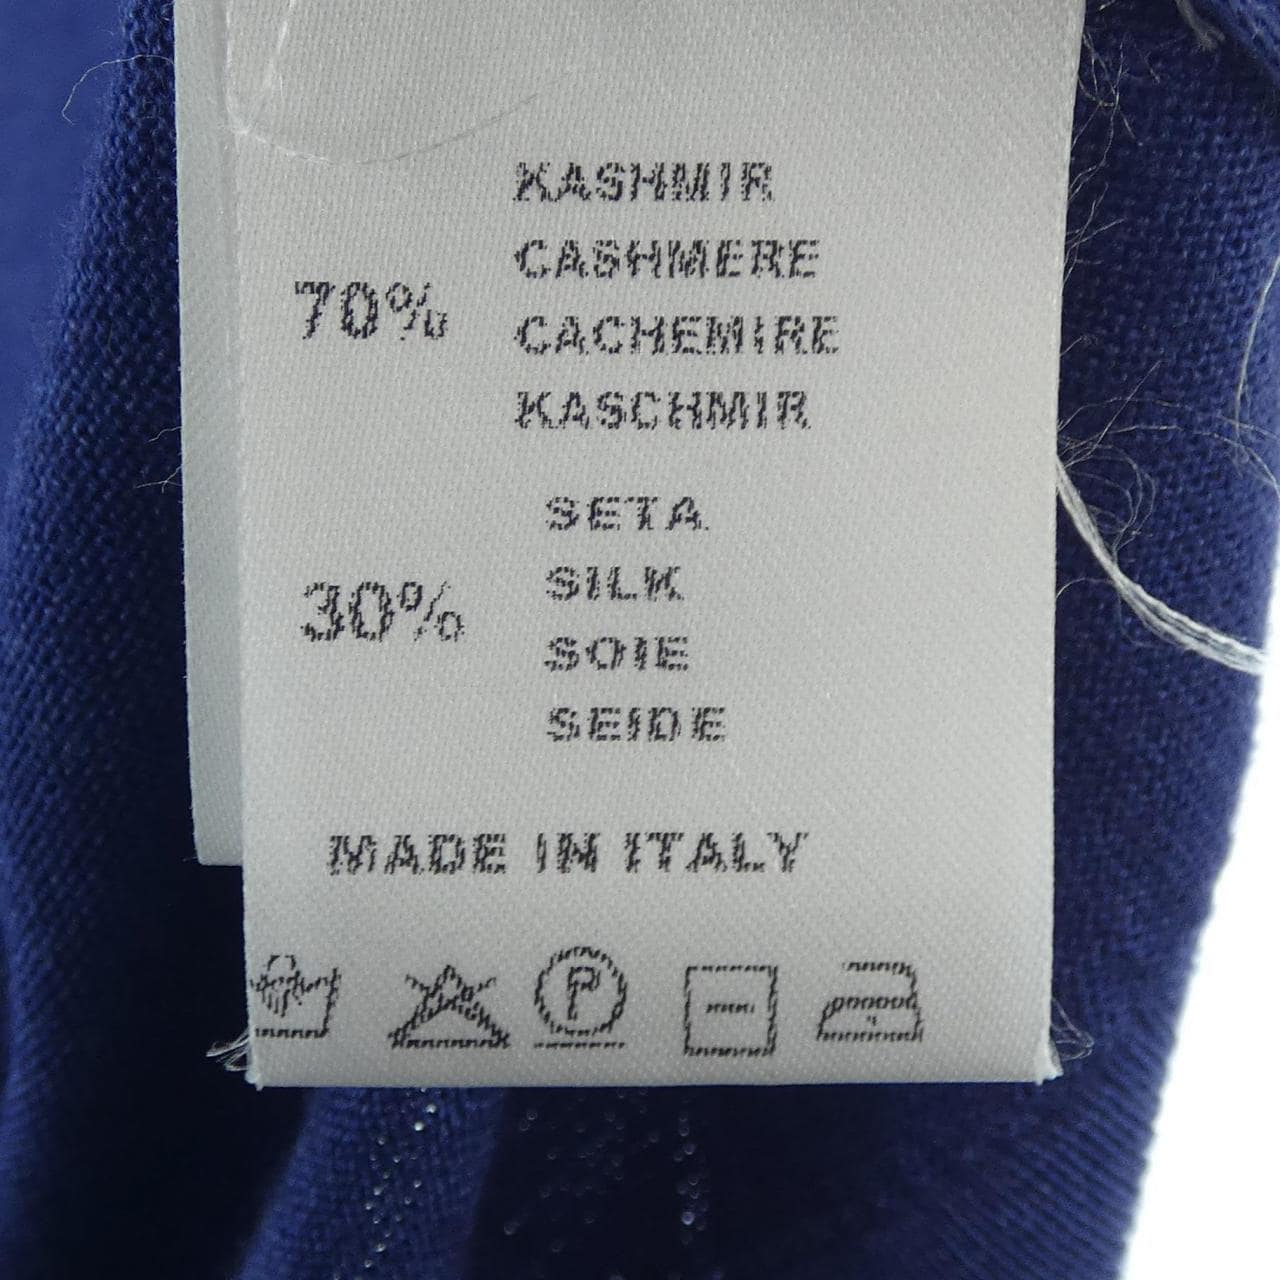 KASHMIR
CASHMERE
70%
CACHEMIRE
KASCHMIR
SETA
SILK
30%
SOIE
SEIDE
MADE IN ITALY
P